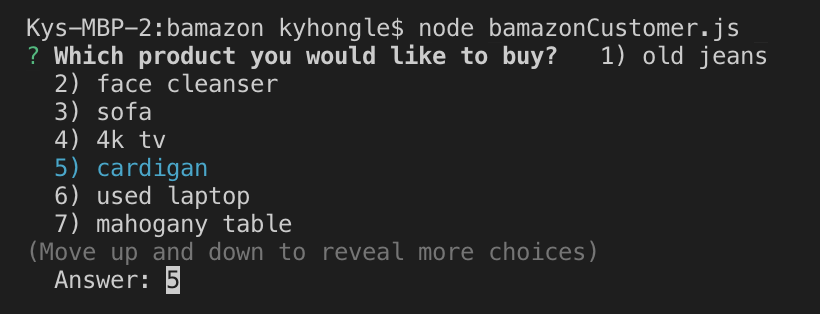 Kys-MBP-2:bamazon kyhongle$ node bamazonCustomer.js
? Which product you would like to buy?   1) old jeans
  2) face cleanser
  3) sofa
  4) 4k tv
  5) cardigan
  6) used laptop
  7) mahogany table
(Move up and down to reveal more choices)
  Answer: 5